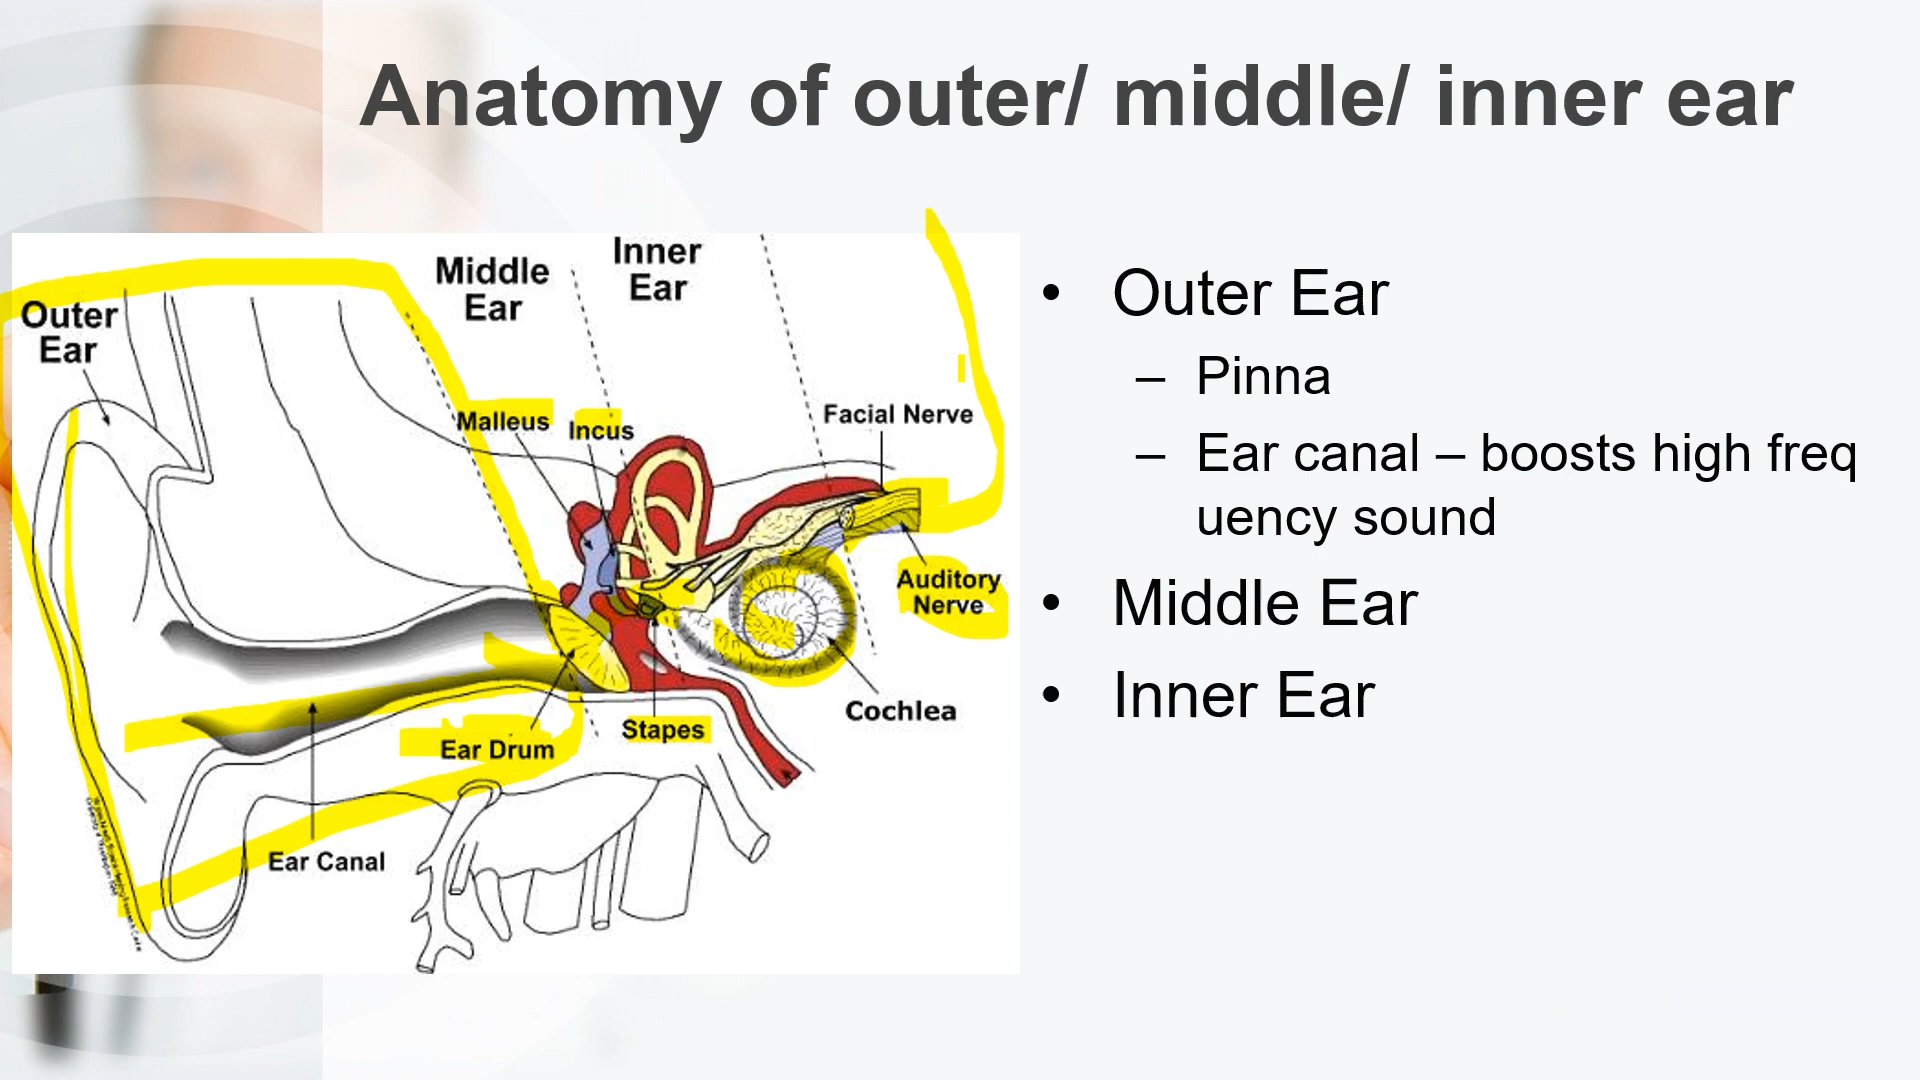 Anatomy of outer/ middle/ inner ear
Outer
Ear
Middle
Ear
Inner
Ear
Malleus
Incus
Facial Nerve
Auditory
Nerve
Cochlea
Stapes
Ear Drum
Ear Canal
• Outer Ear
– Pinna
– Ear canal – boosts high freq
uency sound
• Middle Ear
• Inner Ear